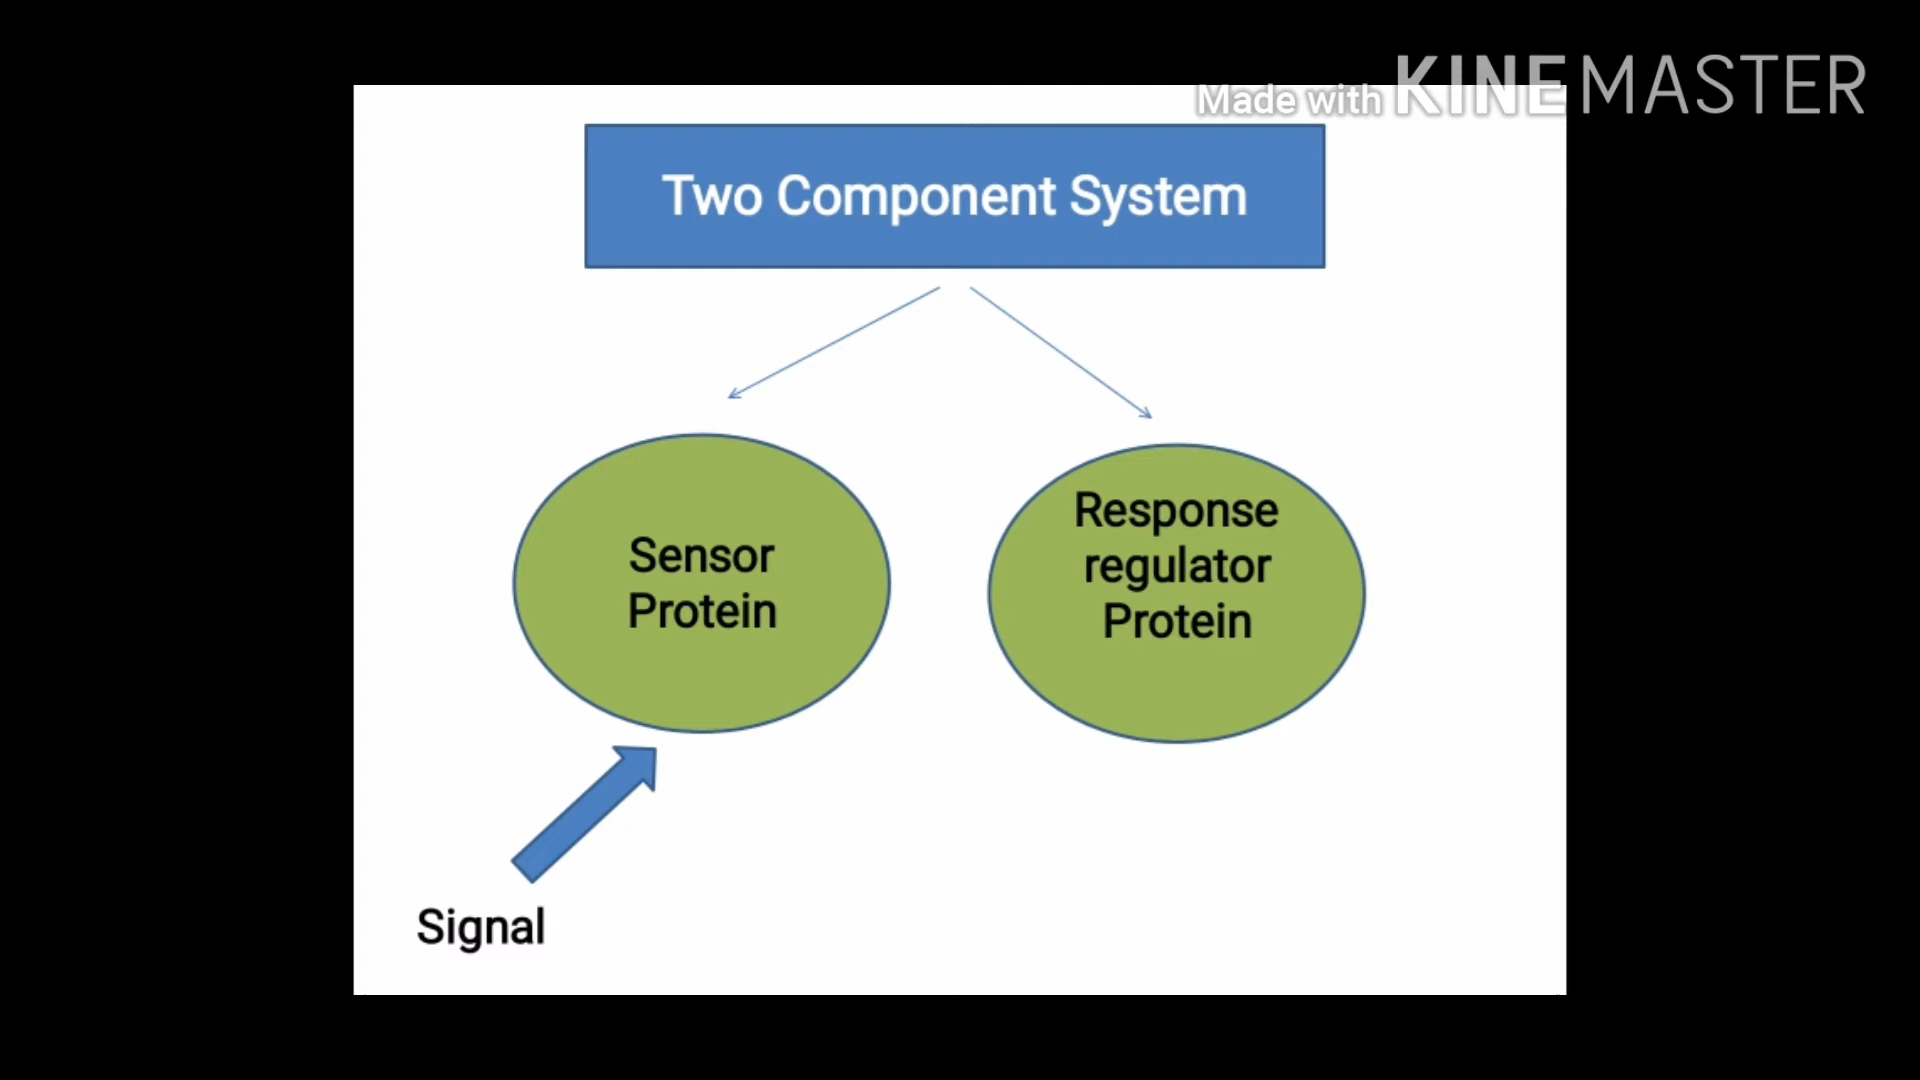 Made with KINEMASTER
Two Component System
Sensor
Protein
Response
regulator
Protein
Signal